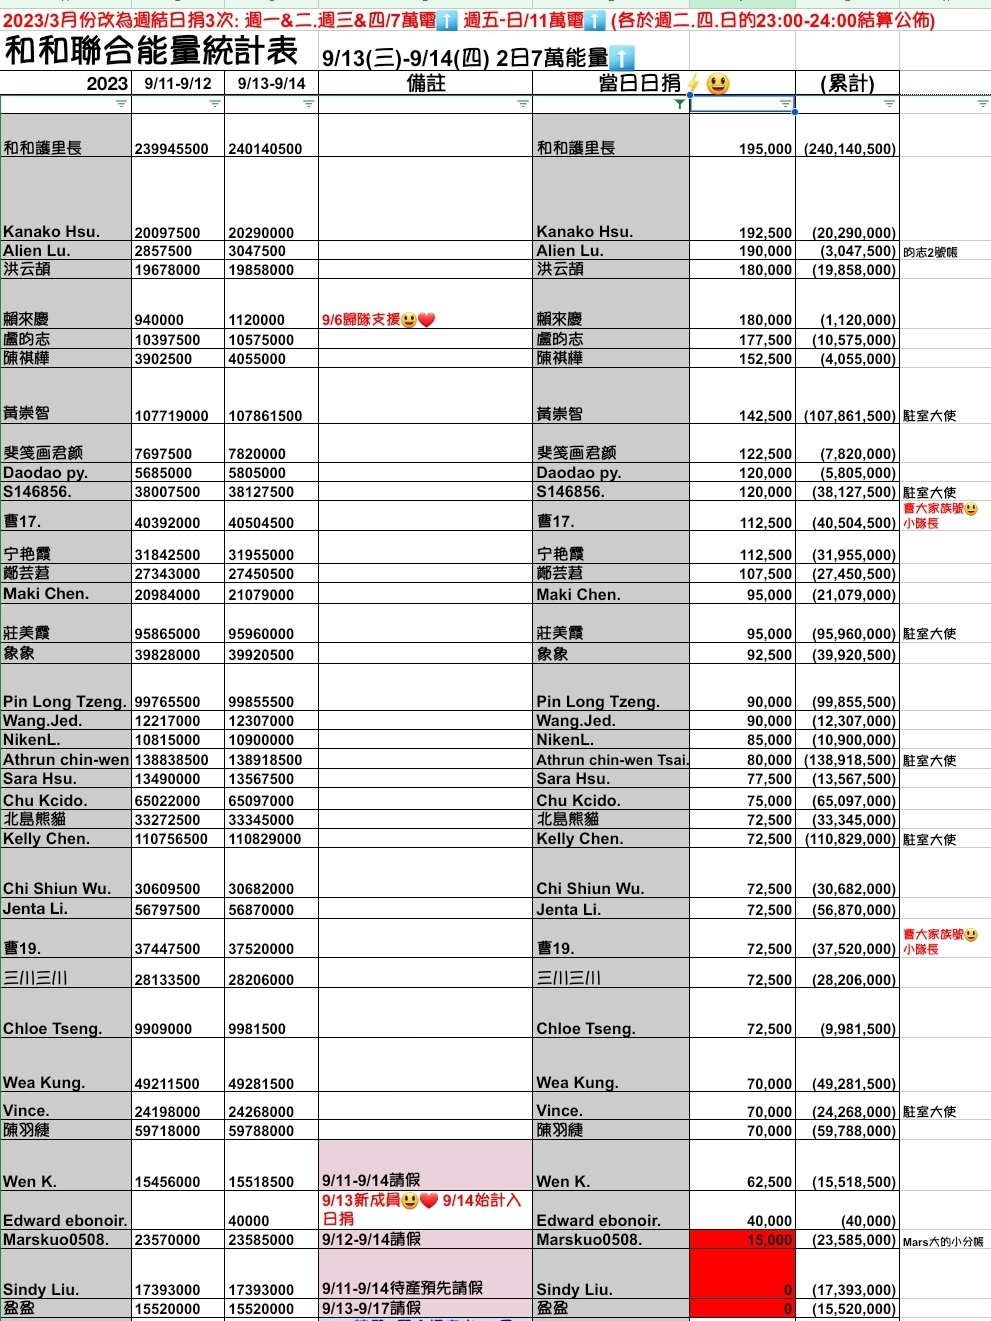 2023/3月份改為週結日捐3次: 週一&二.週三&四/7萬電⬆️ 週五-日/11萬電⬆️ (各於週二.四.日的23:00-24:00結算公佈)
和和聯合能量統計表 9/13(三)-9/14(四) 2日7萬能量⬆️
2023 9/11-9/12 9/13-9/14 備註 當日日捐⚡😃 (累計)
和和護里長 239945500 240140500 和和護里長 195,000 (240,140,500)
Kanako Hsu. 20097500 20290000 Kanako Hsu. 192,500 (20,290,000)
Alien Lu. 2857500 3047500 Alien Lu. 190,000 (3,047,500) 昀志2號帳
洪云頡 19678000 19858000 洪云頡 180,000 (19,858,000)
賴來慶 940000 1120000 9/6歸隊支援😃❤️ 賴來慶 180,000 (1,120,000)
盧昀志 10397500 10575000 盧昀志 177,500 (10,575,000)
陳祺樺 3902500 4055000 陳祺樺 152,500 (4,055,000)
黃崇智 107719000 107861500 黃崇智 142,500 (107,861,500) 駐室大使
斐笺画君颜 7697500 7820000 斐笺画君颜 122,500 (7,820,000)
Daodao py. 5685000 5805000 Daodao py. 120,000 (5,805,000)
S146856. 38007500 38127500 S146856. 120,000 (38,127,500) 駐室大使
曹17. 40392000 40504500 曹17. 112,500 (40,504,500) 曹大家族號😃
小隊長
宁艳霞 31842500 31955000 宁艳霞 112,500 (31,955,000)
鄭芸莙 27343000 27450500 鄭芸莙 107,500 (27,450,500)
Maki Chen. 20984000 21079000 Maki Chen. 95,000 (21,079,000)
莊美霞 95865000 95960000 莊美霞 95,000 (95,960,000) 駐室大使
象象 39828000 39920500 象象 92,500 (39,920,500)
Pin Long Tzeng. 99765500 99855500 Pin Long Tzeng. 90,000 (99,855,500)
Wang.Jed. 12217000 12307000 Wang.Jed. 90,000 (12,307,000)
NikenL. 10815000 10900000 NikenL. 85,000 (10,900,000)
Athrun chin-wen 138838500 138918500 Athrun chin-wen Tsai. 80,000 (138,918,500) 駐室大使
Sara Hsu. 13490000 13567500 Sara Hsu. 77,500 (13,567,500)
Chu Kcido. 65022000 65097000 Chu Kcido. 75,000 (65,097,000)
北畠熊貓 33272500 33345000 北畠熊貓 72,500 (33,345,000)
Kelly Chen. 110756500 110829000 Kelly Chen. 72,500 (110,829,000) 駐室大使
Chi Shiun Wu. 30609500 30682000 Chi Shiun Wu. 72,500 (30,682,000)
Jenta Li. 56797500 56870000 Jenta Li. 72,500 (56,870,000)
曹19. 37447500 37520000 曹19. 72,500 (37,520,000) 曹大家族號😃
小隊長
三川三川 28133500 28206000 三川三川 72,500 (28,206,000)
Chloe Tseng. 9909000 9981500 Chloe Tseng. 72,500 (9,981,500)
Wea Kung. 49211500 49281500 Wea Kung. 70,000 (49,281,500)
Vince. 24198000 24268000 Vince. 70,000 (24,268,000) 駐室大使
陳羽緁 59718000 59788000 陳羽緁 70,000 (59,788,000)
Wen K. 15456000 15518500 9/11-9/14請假 Wen K. 62,500 (15,518,500)
9/13新成員😃❤️ 9/14始計入
Edward ebonoir. 40000 日捐 Edward ebonoir. 40,000 (40,000)
Marskuo0508. 23570000 23585000 9/12-9/14請假 Marskuo0508. 15,000 (23,585,000) Mars大的小分帳
Sindy Liu. 17393000 17393000 9/11-9/14待產預先請假 Sindy Liu. 0 (17,393,000)
盈盈 15520000 15520000 9/13-9/17請假 盈盈 0 (15,520,000)